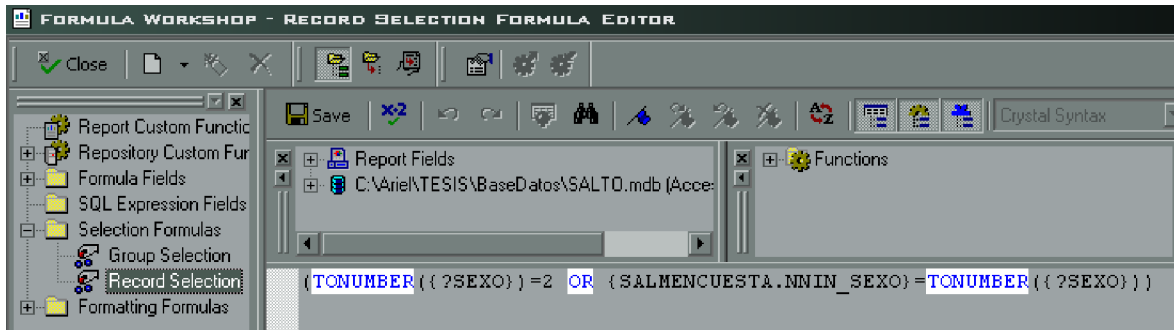 FORMULA WORKSHOP - RECORD SELECTION FORMULA EDITOR
Close
Save
Crystal Syntax
Report Custom Functic
Repository Custom Fur
Formula Fields
SQL Expression Fields
Selection Formulas
Group Selection
Record Selection
Formatting Formulas
Report Fields
C:\Ariel\TESIS\BaseDatos\SALTO.mdb (Acce:
Functions
(TONUMBER({?SEXO})=2 OR {SALMENCUESTA.NNIN_SEXO}=TONUMBER({?SEXO}))